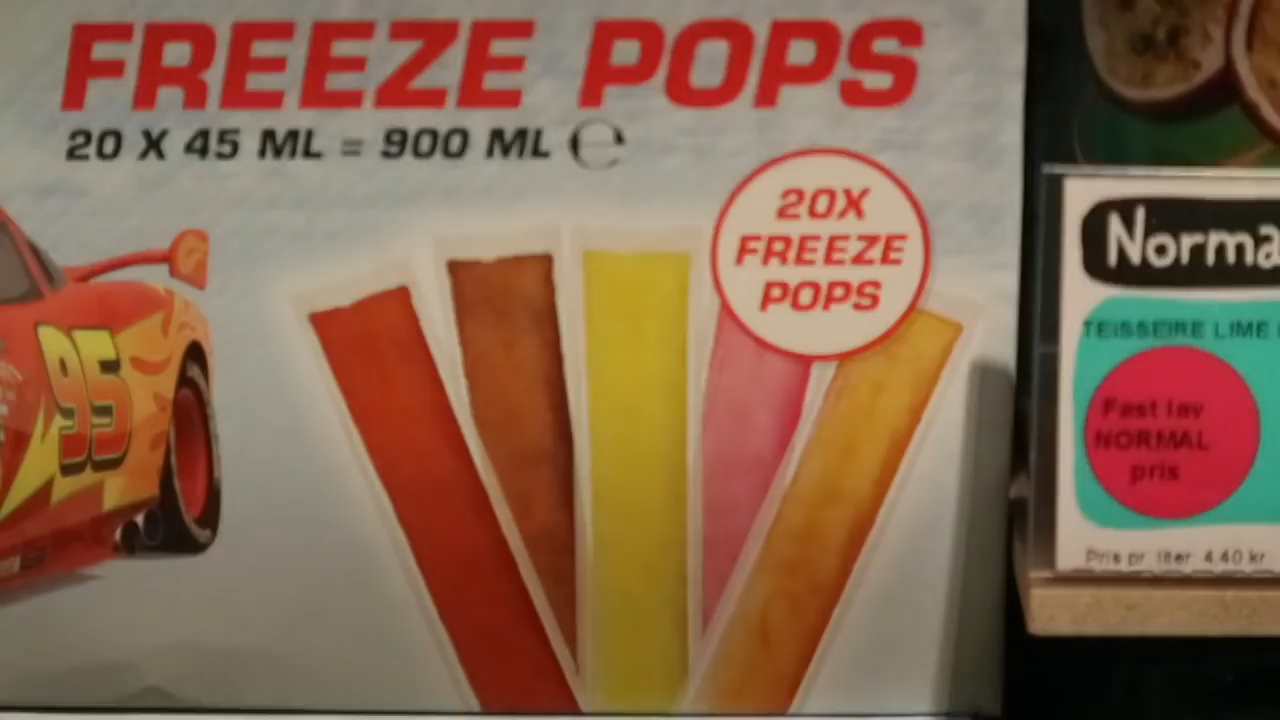 FREEZE POPS
20 X 45 ML = 900 ML ℮
20X
FREEZE
POPS
95
Norma
TEISSEIRE LIME
Fast lav
NORMAL
pris
Pris pr. liter 4.40 kr